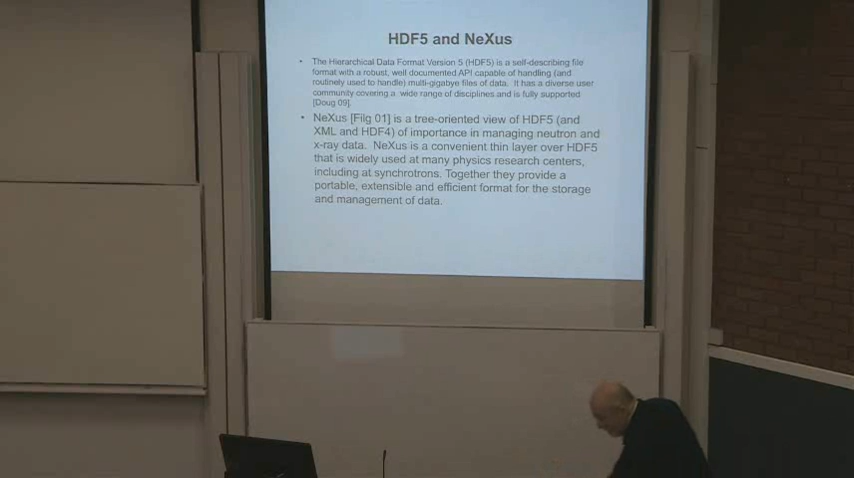 HDF5 and NeXus
• The Hierarchical Data Format Version 5 (HDF5) is a self-describing file
format with a robust, well documented API capable of handling (and
routinely used to handle) multi-gigabye files of data. It has a diverse user
community covering a wide range of disciplines and is fully supported
[Doug 09].
• NeXus [Filg 01] is a tree-oriented view of HDF5 (and
XML and HDF4) of importance in managing neutron and
x-ray data. NeXus is a convenient thin layer over HDF5
that is widely used at many physics research centers,
including at synchrotrons. Together they provide a
portable, extensible and efficient format for the storage
and management of data.